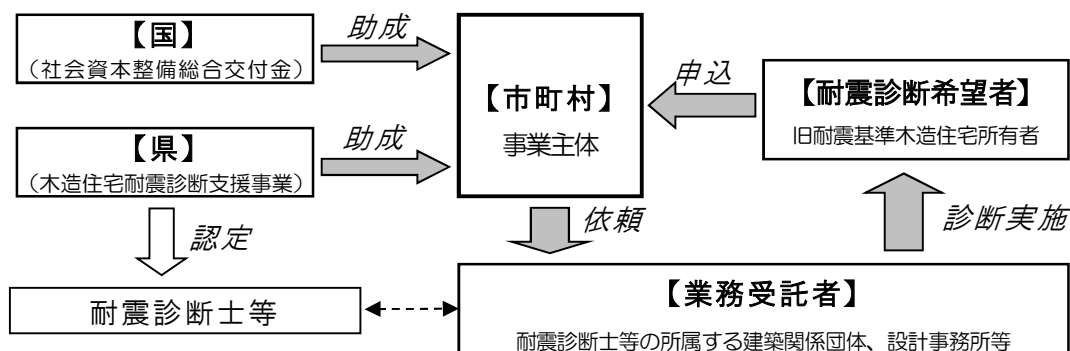 【国】
（社会資本整備総合交付金）
助成
【市町村】
事業主体
申込
【耐震診断希望者】
旧耐震基準木造住宅所有者
【県】
（木造住宅耐震診断支援事業）
助成
認定
依頼
診断実施
耐震診断士等
【業務受託者】
耐震診断士等の所属する建築関係団体、設計事務所等